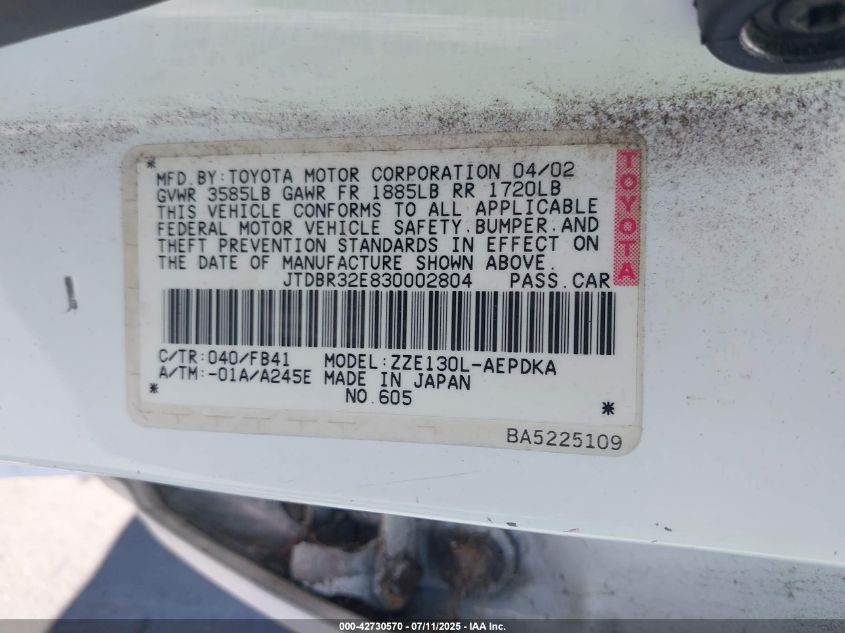 MFD. BY: TOYOTA MOTOR CORPORATION 04/02
GVWR 3585LB GAWR FR 1885LB RR 1720LB
THIS VEHICLE CONFORMS TO ALL APPLICABLE
FEDERAL MOTOR VEHICLE SAFETY. BUMPER. AND
THEFT PREVENTION STANDARDS IN EFFECT ON
THE DATE OF MANUFACTURE SHOWN ABOVE.
JTDBR32E830002804 PASS. CAR
TOYOTA
C/TR: 040/FB41 MODEL: ZZE130L-AEPDKA
A/TM: -01A/A245E MADE IN JAPAN
NO. 605
BA5225109
000-42730570 - 07/11/2025 - IAA Inc.